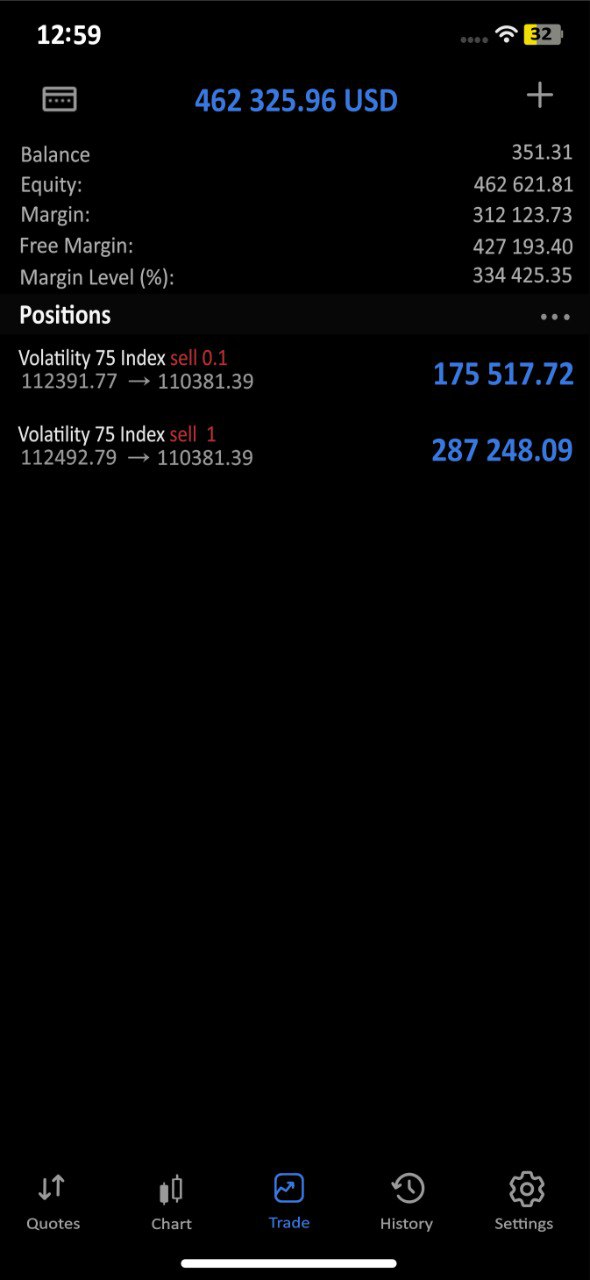 12:59
32
462 325.96 USD
Balance 351.31
Equity: 462 621.81
Margin: 312 123.73
Free Margin: 427 193.40
Margin Level (%): 334 425.35
Positions
Volatility 75 Index sell 0.1
112391.77 → 110381.39 175 517.72
Volatility 75 Index sell 1
112492.79 → 110381.39 287 248.09
Quotes Chart Trade History Settings